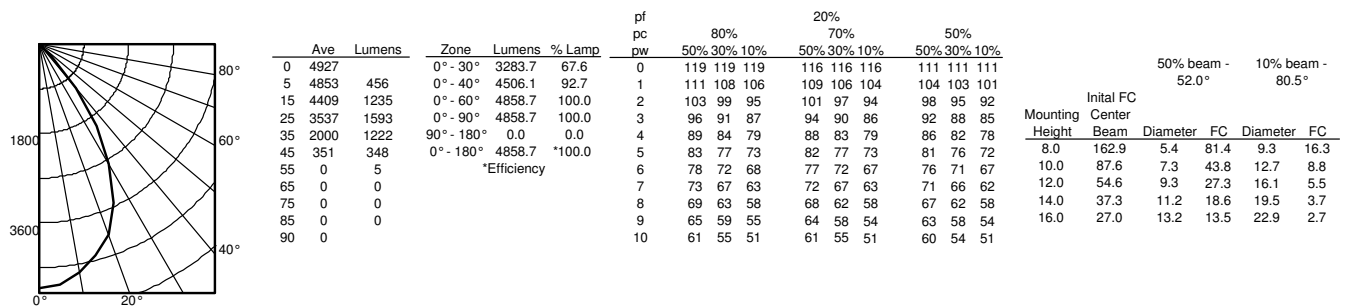 80°
60°
40°
1800
3600
0° 20°
Ave Lumens
0 4927
5 4853 456
15 4409 1235
25 3537 1593
35 2000 1222
45 351 348
55 0 5
65 0 0
75 0 0
85 0 0
90 0
Zone Lumens % Lamp
0° - 30° 3283.7 67.6
0° - 40° 4506.1 92.7
0° - 60° 4858.7 100.0
0° - 90° 4858.7 100.0
90° - 180° 0.0 0.0
0° - 180° 4858.7 *100.0
*Efficiency
pf 20%
pc 80% 70% 50%
pw 50% 30% 10% 50% 30% 10% 50% 30% 10%
0 119 119 119 116 116 116 111 111 111
1 111 108 106 109 106 104 104 103 101
2 103 99 95 101 97 94 98 95 92
3 96 91 87 94 90 86 92 88 85
4 89 84 79 88 83 79 86 82 78
5 83 77 73 82 77 73 81 76 72
6 78 72 68 77 72 67 76 71 67
7 73 67 63 72 67 63 71 66 62
8 69 63 58 68 62 58 67 62 58
9 65 59 55 64 58 54 63 58 54
10 61 55 51 61 55 51 60 54 51
50% beam - 10% beam -
52.0° 80.5°
Inital FC
Mounting Center
Height Beam Diameter FC Diameter FC
8.0 162.9 5.4 81.4 9.3 16.3
10.0 87.6 7.3 43.8 12.7 8.8
12.0 54.6 9.3 27.3 16.1 5.5
14.0 37.3 11.2 18.6 19.5 3.7
16.0 27.0 13.2 13.5 22.9 2.7